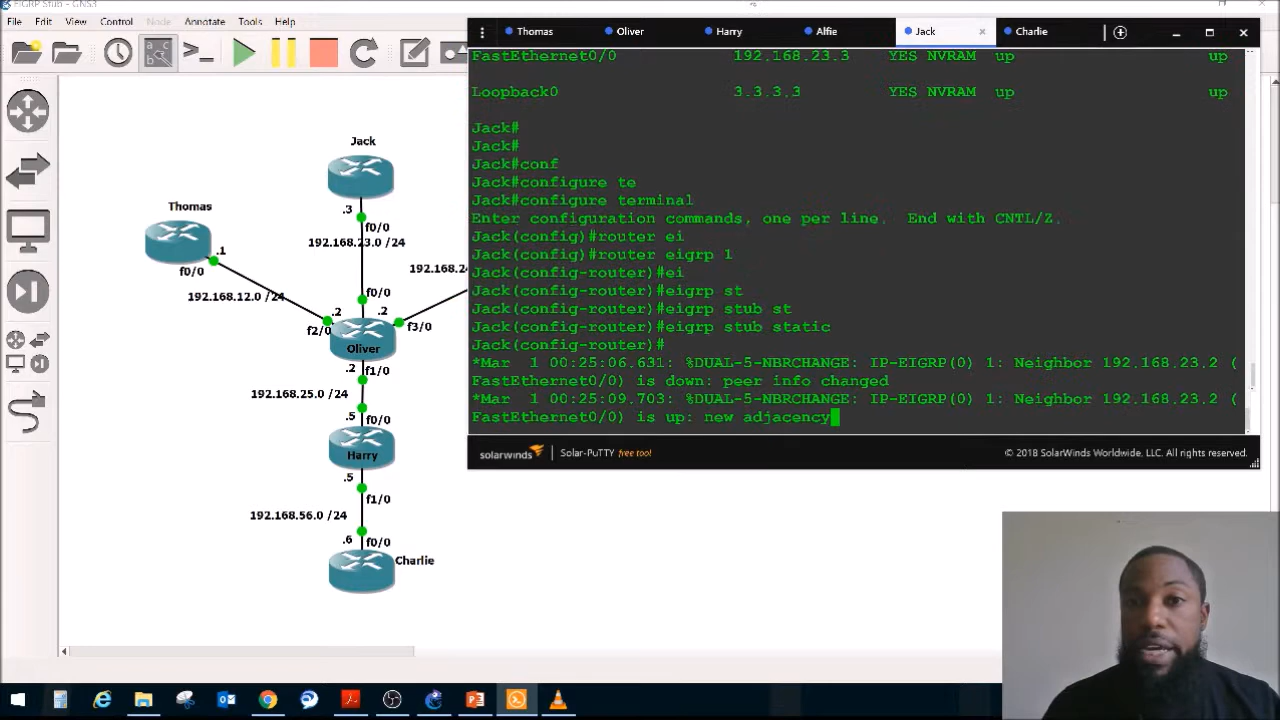 EIGRP Stub - GNS3
File Edit View Control Node Annotate Tools Help
Thomas Oliver Harry Alfie Jack Charlie
FastEthernet0/0 192.168.23.3 YES NVRAM up up
Loopback0 3.3.3.3 YES NVRAM up up
Jack#
Jack#
Jack#conf
Jack#configure te
Jack#configure terminal
Enter configuration commands, one per line. End with CNTL/Z.
Jack(config)#router ei
Jack(config)#router eigrp 1
Jack(config-router)#ei
Jack(config-router)#eigrp st
Jack(config-router)#eigrp stub st
Jack(config-router)#eigrp stub static
Jack(config-router)#
*Mar 1 00:25:06.631: %DUAL-5-NBRCHANGE: IP-EIGRP(0) 1: Neighbor 192.168.23.2 (
FastEthernet0/0) is down: peer info changed
*Mar 1 00:25:09.703: %DUAL-5-NBRCHANGE: IP-EIGRP(0) 1: Neighbor 192.168.23.2 (
FastEthernet0/0) is up: new adjacency
solarwinds Solar-PuTTY free tool © 2018 SolarWinds Worldwide, LLC. All rights reserved.
Jack
.3
f0/0
192.168.23.0 /24
Thomas
.1
f0/0
192.168.12.0 /24
192.168.24
f0/0
.2
.2
f2/0
f3/0
Oliver
.2
f1/0
192.168.25.0 /24
.5
f0/0
Harry
.5
f1/0
192.168.56.0 /24
.6
f0/0
Charlie